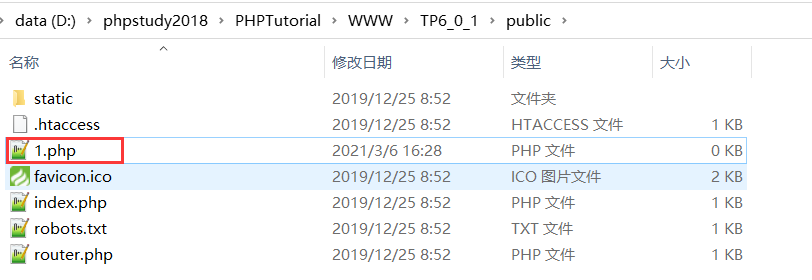 data (D:) › phpstudy2018 › PHPTutorial › WWW › TP6_0_1 › public ›
名称 修改日期 类型 大小
static 2019/12/25 8:52 文件夹
.htaccess 2019/12/25 8:52 HTACCESS 文件 1 KB
1.php 2021/3/6 16:28 PHP 文件 0 KB
favicon.ico 2019/12/25 8:52 ICO 图片文件 2 KB
index.php 2019/12/25 8:52 PHP 文件 1 KB
robots.txt 2019/12/25 8:52 TXT 文件 1 KB
router.php 2019/12/25 8:52 PHP 文件 1 KB